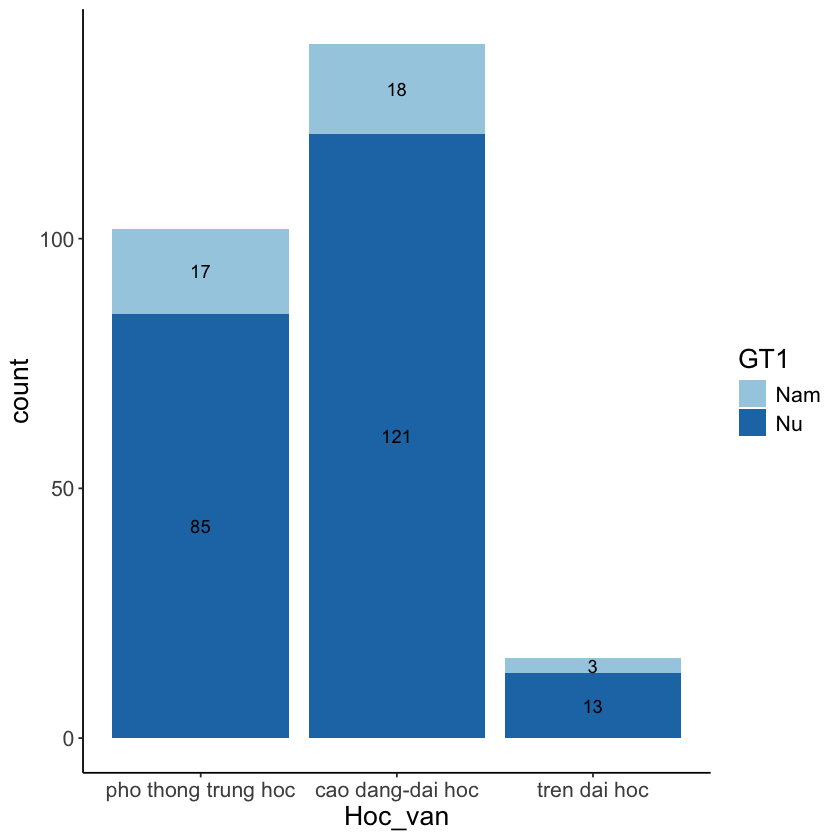 18
100
17
GT1
Nam
Nu
count
121
50
85
3
13
0
pho thong trung hoc cao dang-dai hoc tren dai hoc
Hoc_van